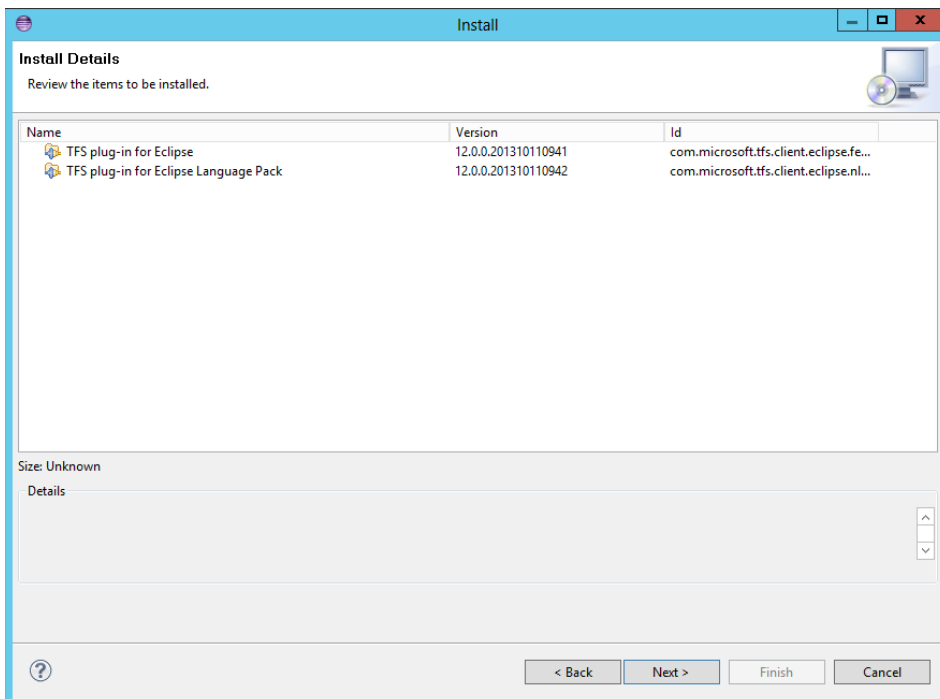 Install
Install Details
Review the items to be installed.
Name Version Id
TFS plug-in for Eclipse 12.0.0.201310110941 com.microsoft.tfs.client.eclipse.fe...
TFS plug-in for Eclipse Language Pack 12.0.0.201310110942 com.microsoft.tfs.client.eclipse.nl...
Size: Unknown
Details
? < Back Next > Finish Cancel